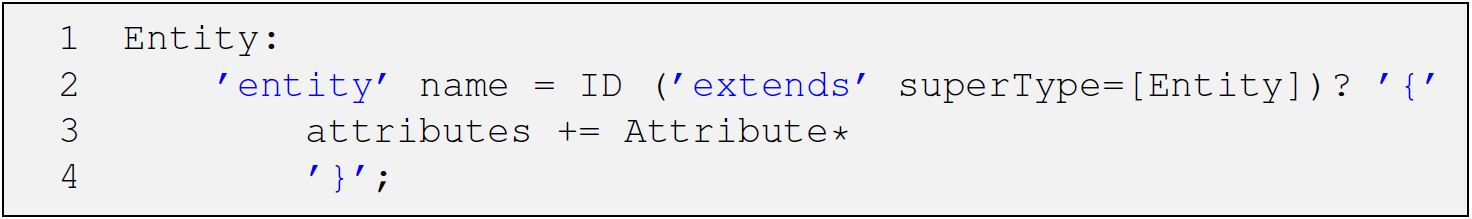 1 Entity:
2 'entity' name = ID ('extends' superType=[Entity])? '{'
3 attributes += Attribute*
4 '}';